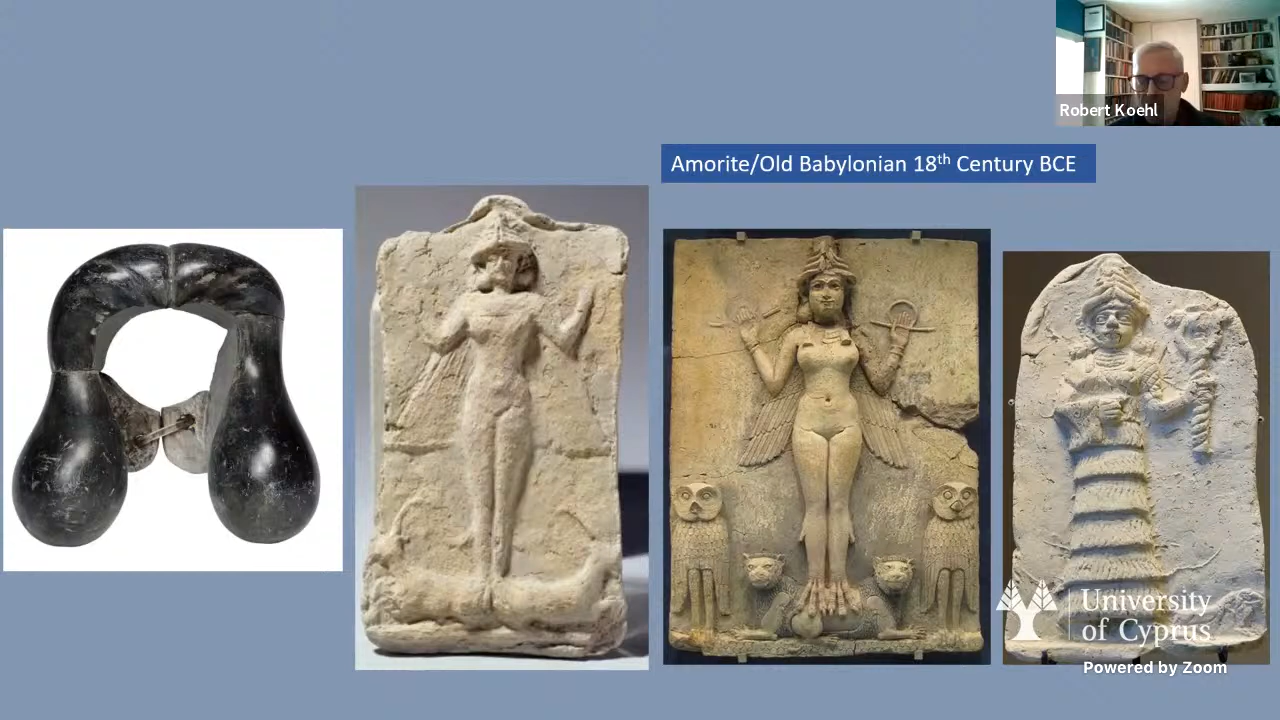 Robert Koehl
Amorite/Old Babylonian 18th Century BCE
University
of Cyprus
Powered by Zoom